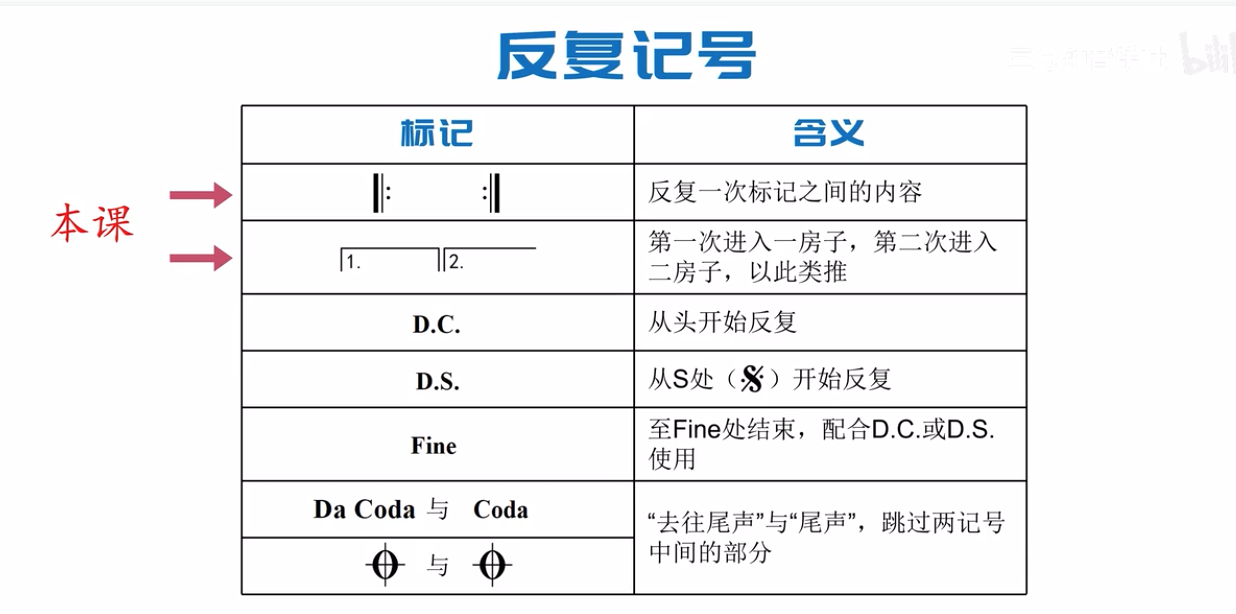 反复记号
标记 含义
本课
反复一次标记之间的内容
1. 2.
第一次进入一房子，第二次进入
二房子，以此类推
D.C.
从头开始反复
D.S.
从S处（𝄋）开始反复
Fine
至Fine处结束，配合D.C.或D.S.
使用
Da Coda 与 Coda
“去往尾声”与“尾声”，跳过两记号
中间的部分
与